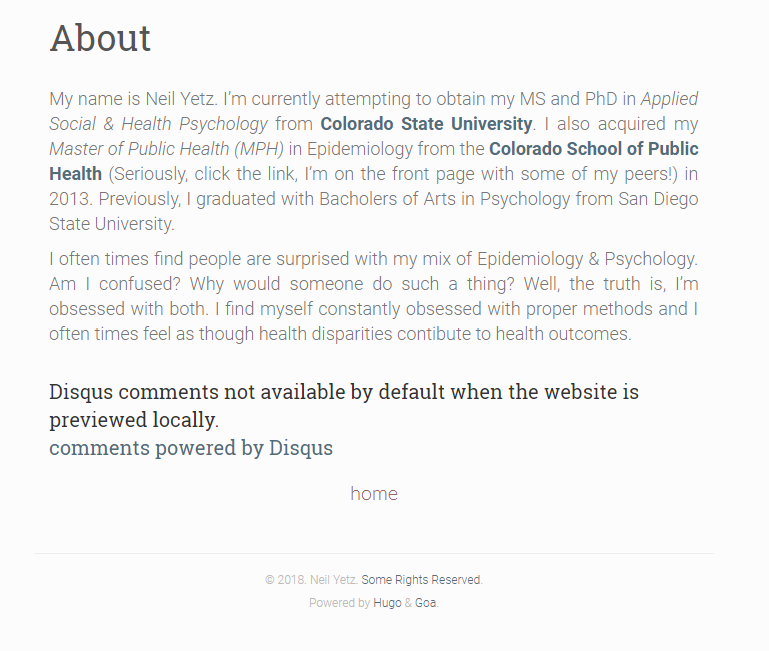 About
My name is Neil Yetz. I’m currently attempting to obtain my MS and PhD in Applied
Social & Health Psychology from Colorado State University. I also acquired my
Master of Public Health (MPH) in Epidemiology from the Colorado School of Public
Health (Seriously, click the link, I’m on the front page with some of my peers!) in
2013. Previously, I graduated with Bacholers of Arts in Psychology from San Diego
State University.
I often times find people are surprised with my mix of Epidemiology & Psychology.
Am I confused? Why would someone do such a thing? Well, the truth is, I’m
obsessed with both. I find myself constantly obsessed with proper methods and I
often times feel as though health disparities contibute to health outcomes.
Disqus comments not available by default when the website is
previewed locally.
comments powered by Disqus
home
© 2018. Neil Yetz. Some Rights Reserved.
Powered by Hugo & Goa.